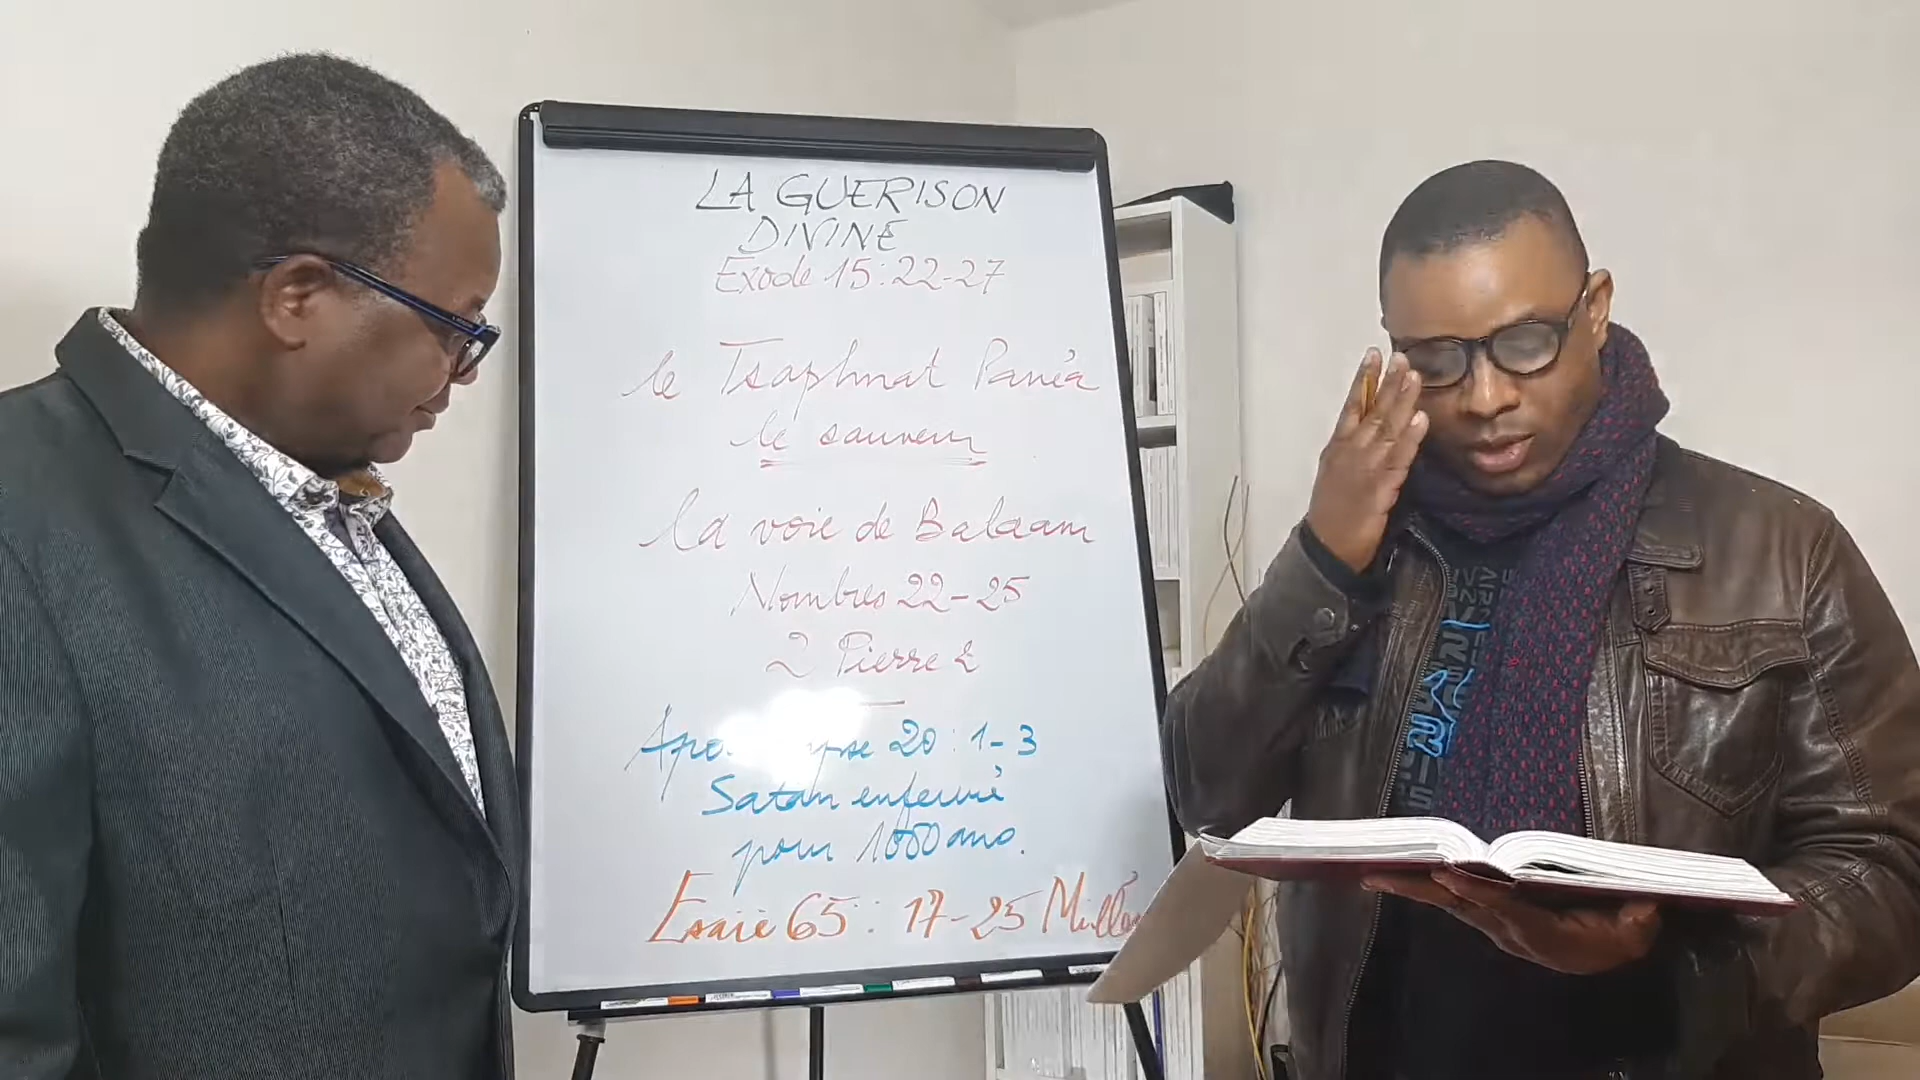 LA GUERISON
DIVINE
Exode 15:22-27
le Tsaphnat Panéa
le sauveur
la voie de Balaam
Nombres 22-25
2 Pierre 2
20:1-3
Satan enfermé
pour 1000 ans.
Esaïe 65: 17-25